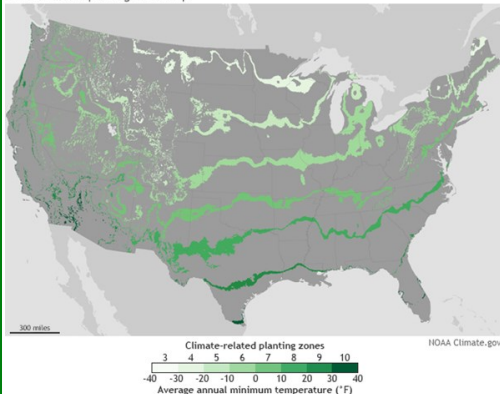 300 miles
NOAA Climate.gov
Climate-related planting zones
3 4 5 6 7 8 9 10
-40 -30 -20 -10 0 10 20 30 40
Average annual minimum temperature (°F)